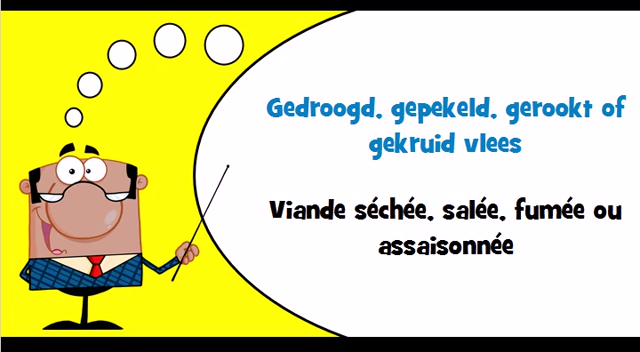 Gedroogd, gepekeld, gerookt of
gekruid vlees
Viande séchée, salée, fumée ou
assaisonnée